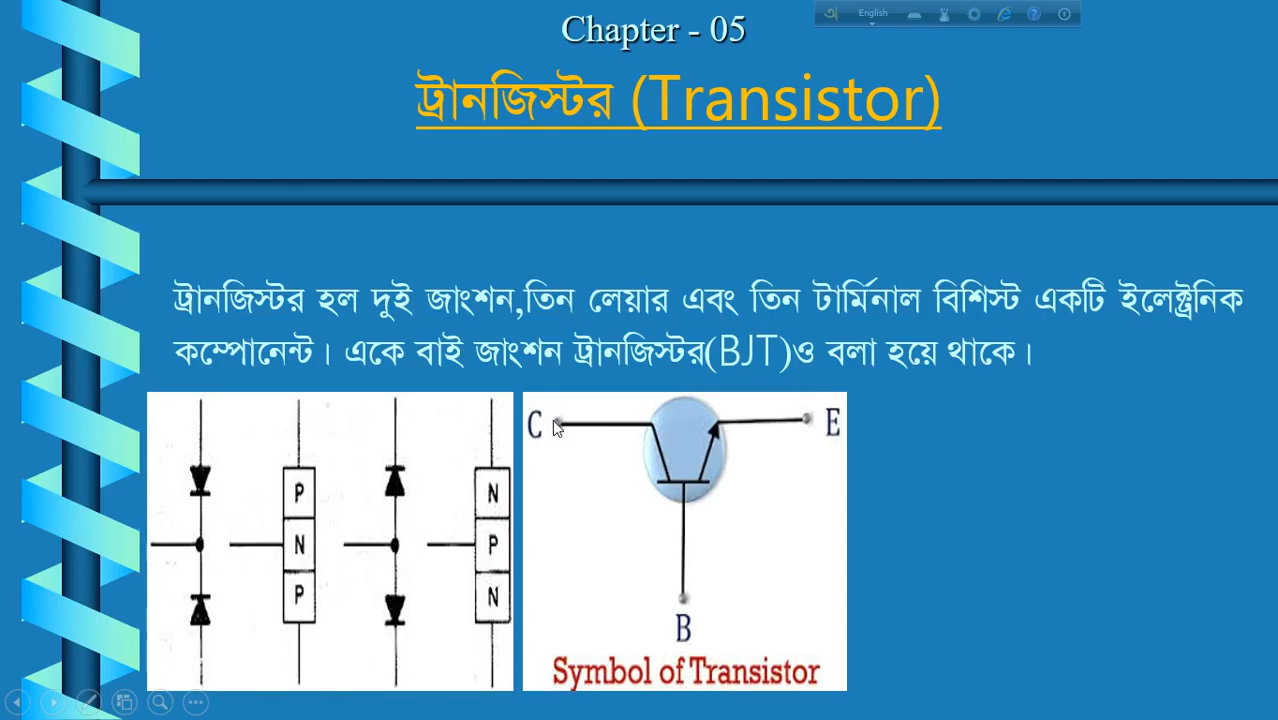 Chapter - 05
English
ট্রানজিস্টর (Transistor)
ট্রানজিস্টর হল দুই জাংশন,তিন লেয়ার এবং তিন টার্মিনাল বিশিস্ট একটি ইলেক্ট্রনিক
কম্পোনেন্ট। একে বাই জাংশন ট্রানজিস্টর(BJT)ও বলা হয়ে থাকে।
P
N
P
N
P
N
C
E
B
Symbol of Transistor